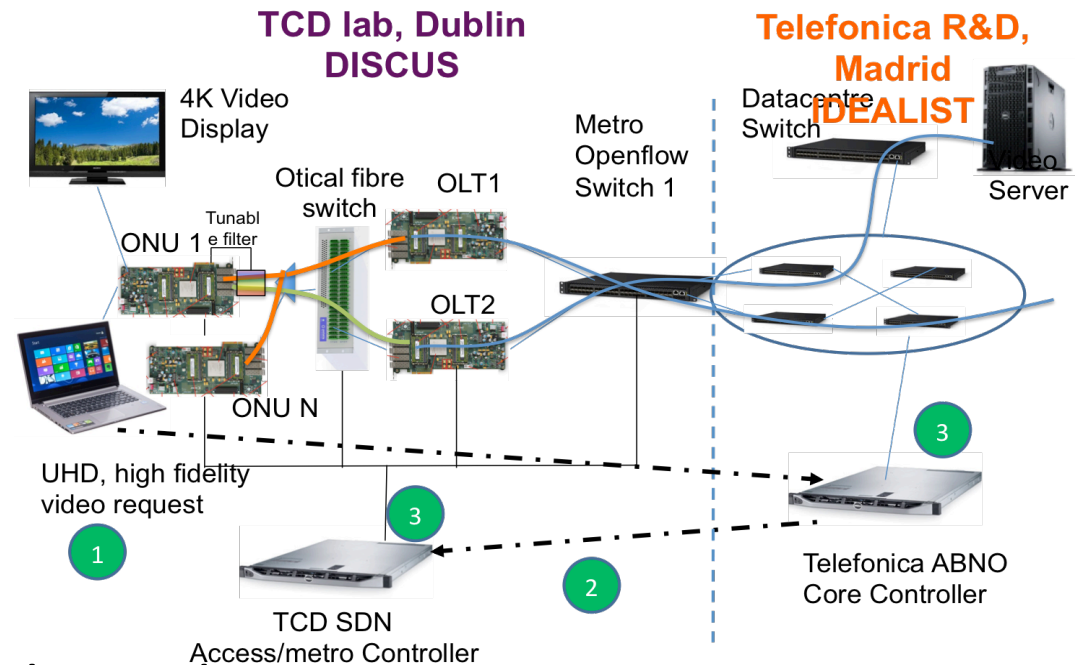 TCD lab, Dublin
DISCUS
Telefonica R&D,
Madrid
IDEALIST
4K Video
Display
Datacentre
Switch
Metro
Openflow
Switch 1
Video
Server
Otical fibre
switch
OLT1
Tunabl
e filter
ONU 1
OLT2
ONU N
3
UHD, high fidelity
video request
3
1
2
Telefonica ABNO
Core Controller
TCD SDN
Access/metro Controller